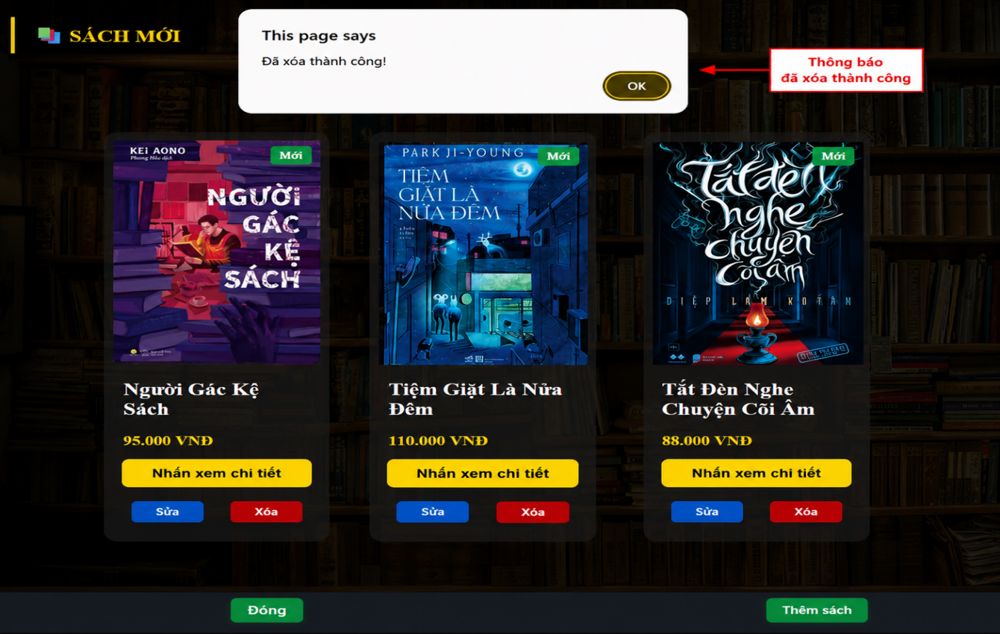 SÁCH MỚI
This page says
Đã xóa thành công!
OK
Thông báo
đã xóa thành công
KEi AONO
Phong Hảo dịch
Mới
NGƯỜi
GÁC
KỆ
SÁCH
PARK JI-YOUNG
Mới
TIỆM
GIẶT LÀ
NỬA ĐÊM
Mới
Tắt đèn
nghe
chuyện
cõi âm
DIỆP LAM
Người Gác Kệ
Sách
95.000 VNĐ
Nhấn xem chi tiết
Sửa
Xóa
Tiệm Giặt Là Nửa
Đêm
110.000 VNĐ
Nhấn xem chi tiết
Sửa
Xóa
Tắt Đèn Nghe
Chuyện Cõi Âm
88.000 VNĐ
Nhấn xem chi tiết
Sửa
Xóa
Đóng
Thêm sách